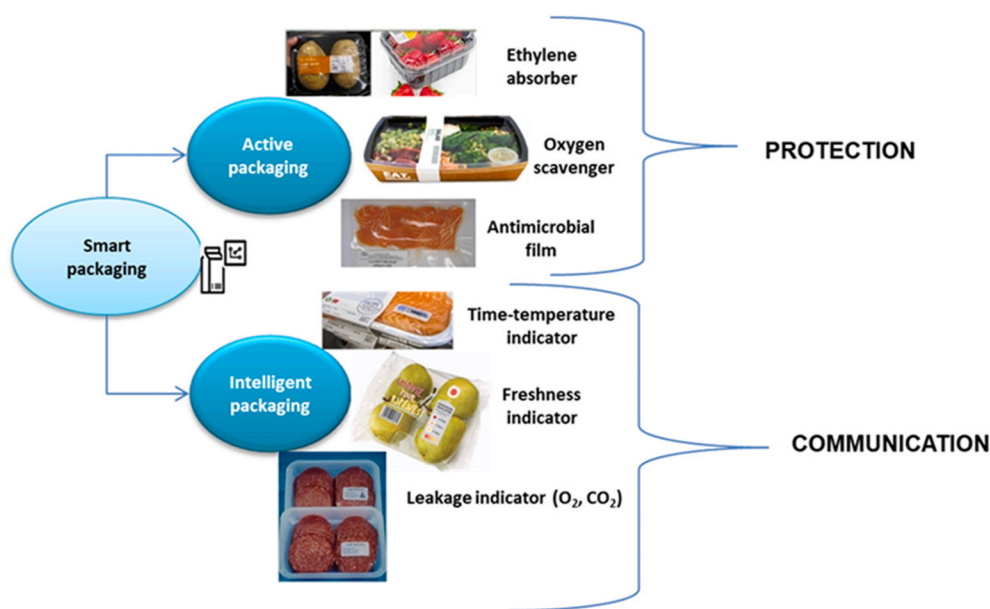 Ethylene
absorber
Active
packaging
Oxygen
scavenger
EAT.
PROTECTION
Antimicrobial
film
Smart
packaging
Time-temperature
indicator
Intelligent
packaging
Freshness
indicator
COMMUNICATION
Leakage indicator (O₂, CO₂)